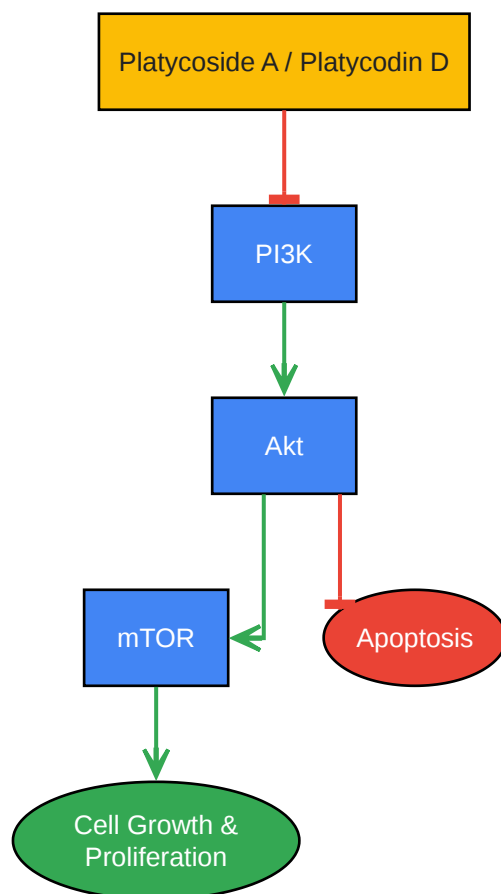 Platycoside A / Platycodin D
PI3K
Akt
mTOR
Apoptosis
Cell Growth &
Proliferation